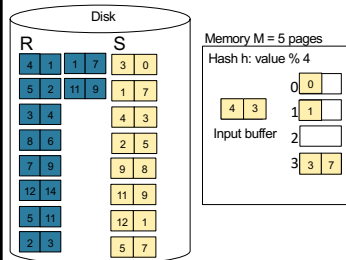 Disk
R S
4 1 1 7 3 0
5 2 11 9 1 7
3 4 4 3
8 6 2 5
7 9 9 8
12 14 11 9
5 11 12 1
2 3 5 7
Memory M = 5 pages
Hash h: value % 4
0 0
4 3 1 1
Input buffer 2
3 3 7